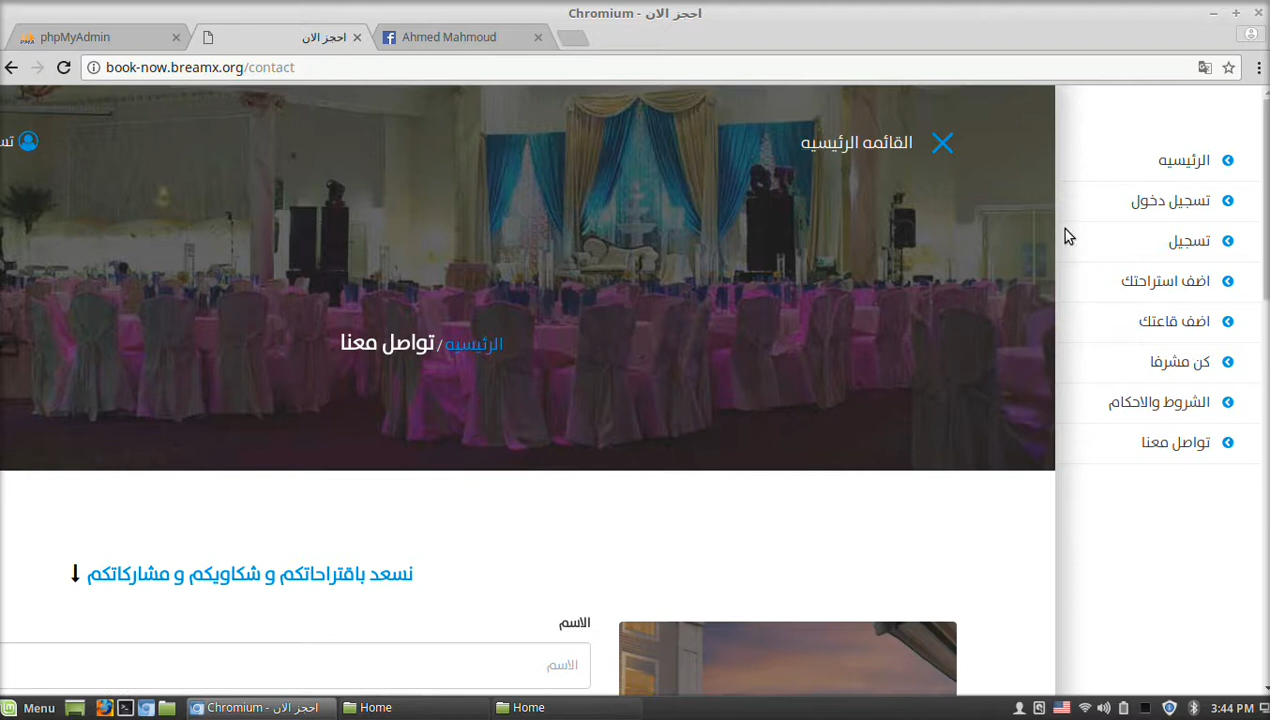 احجز الان - Chromium
phpMyAdmin
احجز الان
Ahmed Mahmoud
book-now.breamx.org/contact
القائمه الرئيسيه
تس
الرئيسيه
تسجيل دخول
تسجيل
اضف استراحتك
اضف قاعتك
كن مشرفا
الشروط والاحكام
تواصل معنا
الرئيسيه / تواصل معنا
نسعد باقتراحاتكم و شكاويكم و مشاركاتكم
الاسم
الاسم
Menu
احجز الان - Chromium
Home
Home
3:44 PM